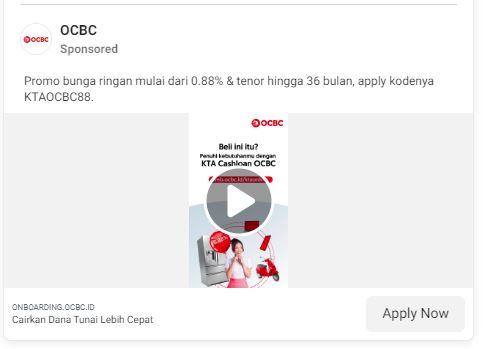 OCBC
OCBC
Sponsored
Promo bunga ringan mulai dari 0.88% & tenor hingga 36 bulan, apply kodenya
KTAOCBC88.
OCBC
Beli ini itu?
Penuhi kebutuhanmu dengan
KTA Cashloan OCBC
ONBOARDING.OCBC.ID
Cairkan Dana Tunai Lebih Cepat
Apply Now